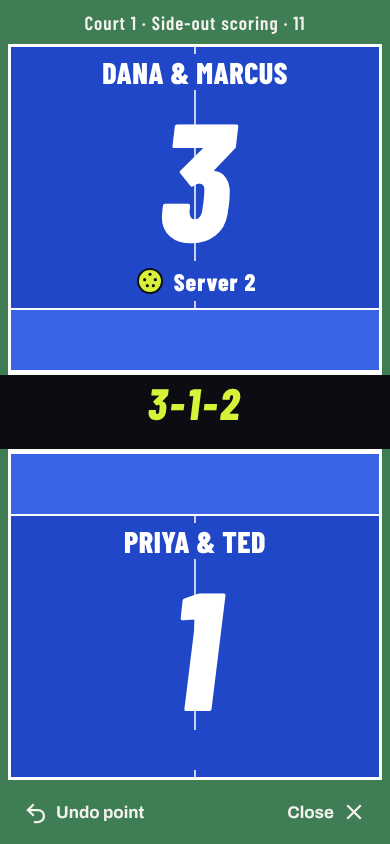 Court 1 · Side-out scoring · 11
DANA & MARCUS
3
Server 2
3-1-2
PRIYA & TED
1
Undo point
Close